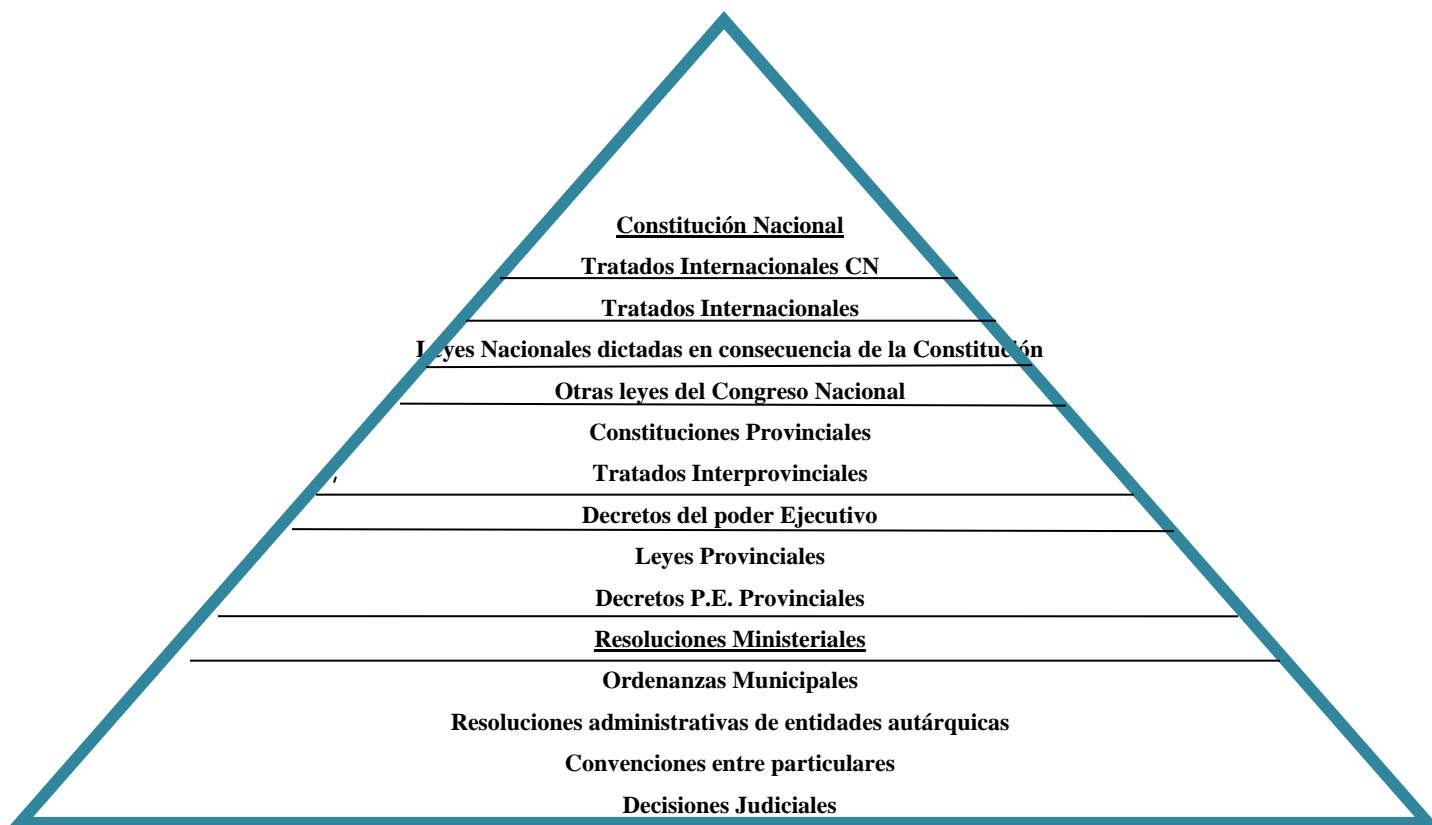 Constitución Nacional
Tratados Internacionales CN
Tratados Internacionales
Leyes Nacionales dictadas en consecuencia de la Constitución
Otras leyes del Congreso Nacional
Constituciones Provinciales
Tratados Interprovinciales
Decretos del poder Ejecutivo
Leyes Provinciales
Decretos P.E. Provinciales
Resoluciones Ministeriales
Ordenanzas Municipales
Resoluciones administrativas de entidades autárquicas
Convenciones entre particulares
Decisiones Judiciales